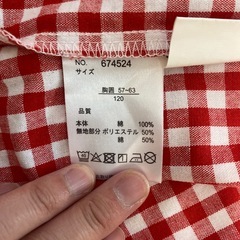 NO. 674524
サイズ
胸囲 57~63
120
品質
本体 綿 100%
無地部分 ポリエステル 50%
綿 50%